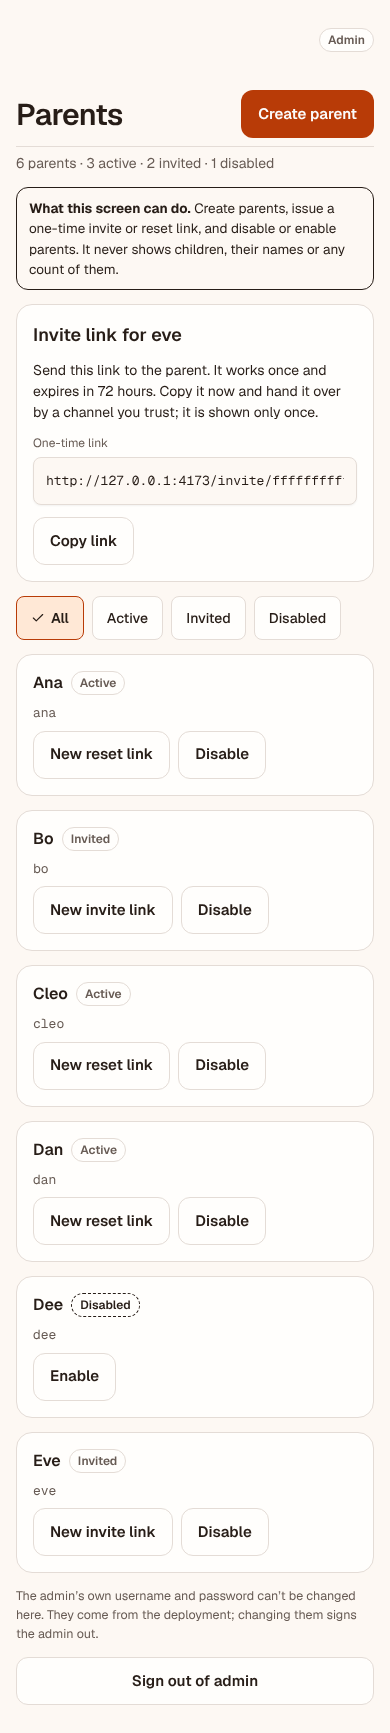 Admin
Parents
Create parent
6 parents · 3 active · 2 invited · 1 disabled
What this screen can do. Create parents, issue a
one-time invite or reset link, and disable or enable
parents. It never shows children, their names or any
count of them.
Invite link for eve
Send this link to the parent. It works once and
expires in 72 hours. Copy it now and hand it over
by a channel you trust; it is shown only once.
One-time link
http://127.0.0.1:4173/invite/fffffffff
Copy link
All
Active
Invited
Disabled
Ana
Active
ana
New reset link
Disable
Bo
Invited
bo
New invite link
Disable
Cleo
Active
cleo
New reset link
Disable
Dan
Active
dan
New reset link
Disable
Dee
Disabled
dee
Enable
Eve
Invited
eve
New invite link
Disable
The admin's own username and password can't be changed
here. They come from the deployment; changing them signs
the admin out.
Sign out of admin